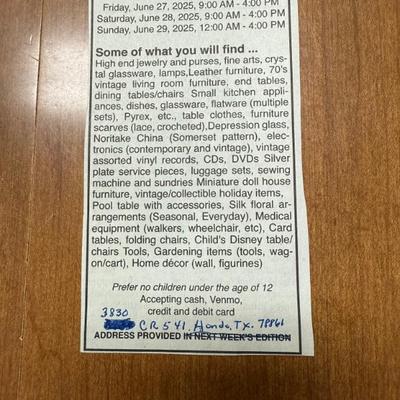 Friday, June 27, 2025, 9:00 AM - 4:00 PM
Saturday, June 28, 2025, 9:00 AM - 4:00 PM
Sunday, June 29, 2025, 12:00 AM - 4:00 PM
Some of what you will find ...
High end jewelry and purses, fine arts, crys-
tal glassware, lamps,Leather furniture, 70's
vintage living room furniture, end tables,
dining tables/chairs Small kitchen appli-
ances, dishes, glassware, flatware (multiple
sets), Pyrex, etc., table clothes, furniture
scarves (lace, crocheted),Depression glass,
Noritake China (Somerset pattern), elec-
tronics (contemporary and vintage), vintage
assorted vinyl records, CDs, DVDs Silver
plate service pieces, luggage sets, sewing
machine and sundries Miniature doll house
furniture, vintage/collectible holiday items,
Pool table with accessories, Silk floral ar-
rangements (Seasonal, Everyday), Medical
equipment (walkers, wheelchair, etc), Card
tables, folding chairs, Child's Disney table/
chairs Tools, Gardening items (tools, wag-
on/cart), Home décor (wall, figurines)
Prefer no children under the age of 12
Accepting cash, Venmo,
credit and debit card
3830
CR 541 Hondo, TX. 78861
ADDRESS PROVIDED IN NEXT WEEK'S EDITION